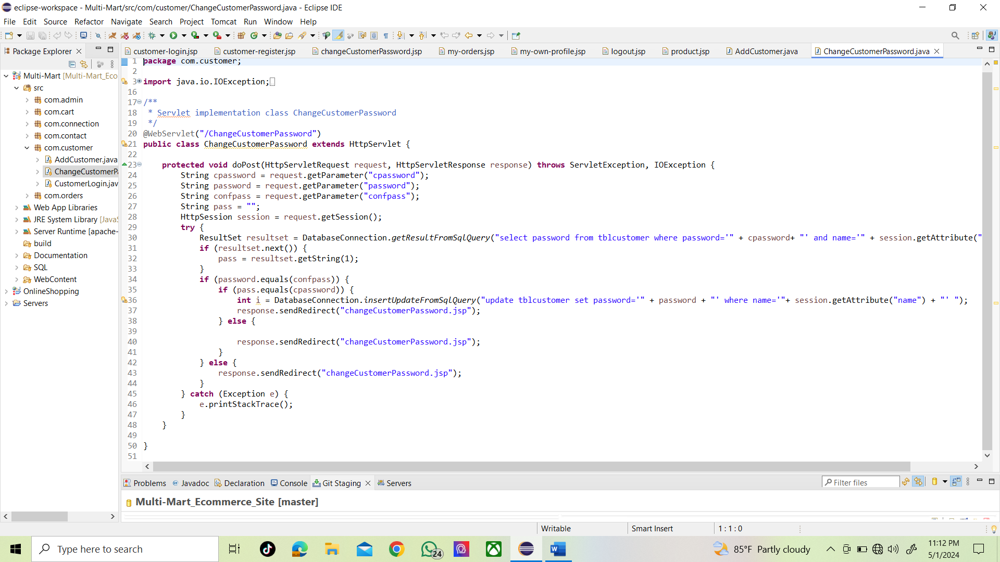 eclipse-workspace - Multi-Mart/src/com/customer/ChangeCustomerPassword.java - Eclipse IDE
File Edit Source Refactor Navigate Search Project Tomcat Run Window Help
Package Explorer
customer-login.jsp customer-register.jsp changeCustomerPassword.jsp my-orders.jsp my-own-profile.jsp logout.jsp product.jsp AddCustomer.java ChangeCustomerPassword.java
Multi-Mart [Multi-Mart_Eco
src
com.admin
com.cart
com.connection
com.contact
com.customer
AddCustomer.java
ChangeCustomerPa
CustomerLogin.jav
com.orders
Web App Libraries
JRE System Library [JavaS
Server Runtime [apache-
build
Documentation
SQL
WebContent
OnlineShopping
Servers
1 package com.customer;
2
3 import java.io.IOException;
16
17 /**
18 * Servlet implementation class ChangeCustomerPassword
19 */
20 @WebServlet("/ChangeCustomerPassword")
21 public class ChangeCustomerPassword extends HttpServlet {
22
23 protected void doPost(HttpServletRequest request, HttpServletResponse response) throws ServletException, IOException {
24 String cpassword = request.getParameter("cpassword");
25 String password = request.getParameter("password");
26 String confpass = request.getParameter("confpass");
27 String pass = "";
28 HttpSession session = request.getSession();
29 try {
30 ResultSet resultset = DatabaseConnection.getResultFromSqlQuery("select password from tblcustomer where password='" + cpassword+ "' and name='" + session.getAttribute("
31 if (resultset.next()) {
32 pass = resultset.getString(1);
33 }
34 if (password.equals(confpass)) {
35 if (pass.equals(cpassword)) {
36 int i = DatabaseConnection.insertUpdateFromSqlQuery("update tblcustomer set password='" + password + "' where name='"+ session.getAttribute("name") + "' ");
37 response.sendRedirect("changeCustomerPassword.jsp");
38 } else {
39
40 response.sendRedirect("changeCustomerPassword.jsp");
41 }
42 } else {
43 response.sendRedirect("changeCustomerPassword.jsp");
44 }
45 } catch (Exception e) {
46 e.printStackTrace();
47 }
48 }
49
50 }
51
Problems @ Javadoc Declaration Console Git Staging Servers
Filter files
Multi-Mart_Ecommerce_Site [master]
Writable Smart Insert 1 : 1 : 0
Type here to search
24
85°F Partly cloudy
11:12 PM
5/1/2024